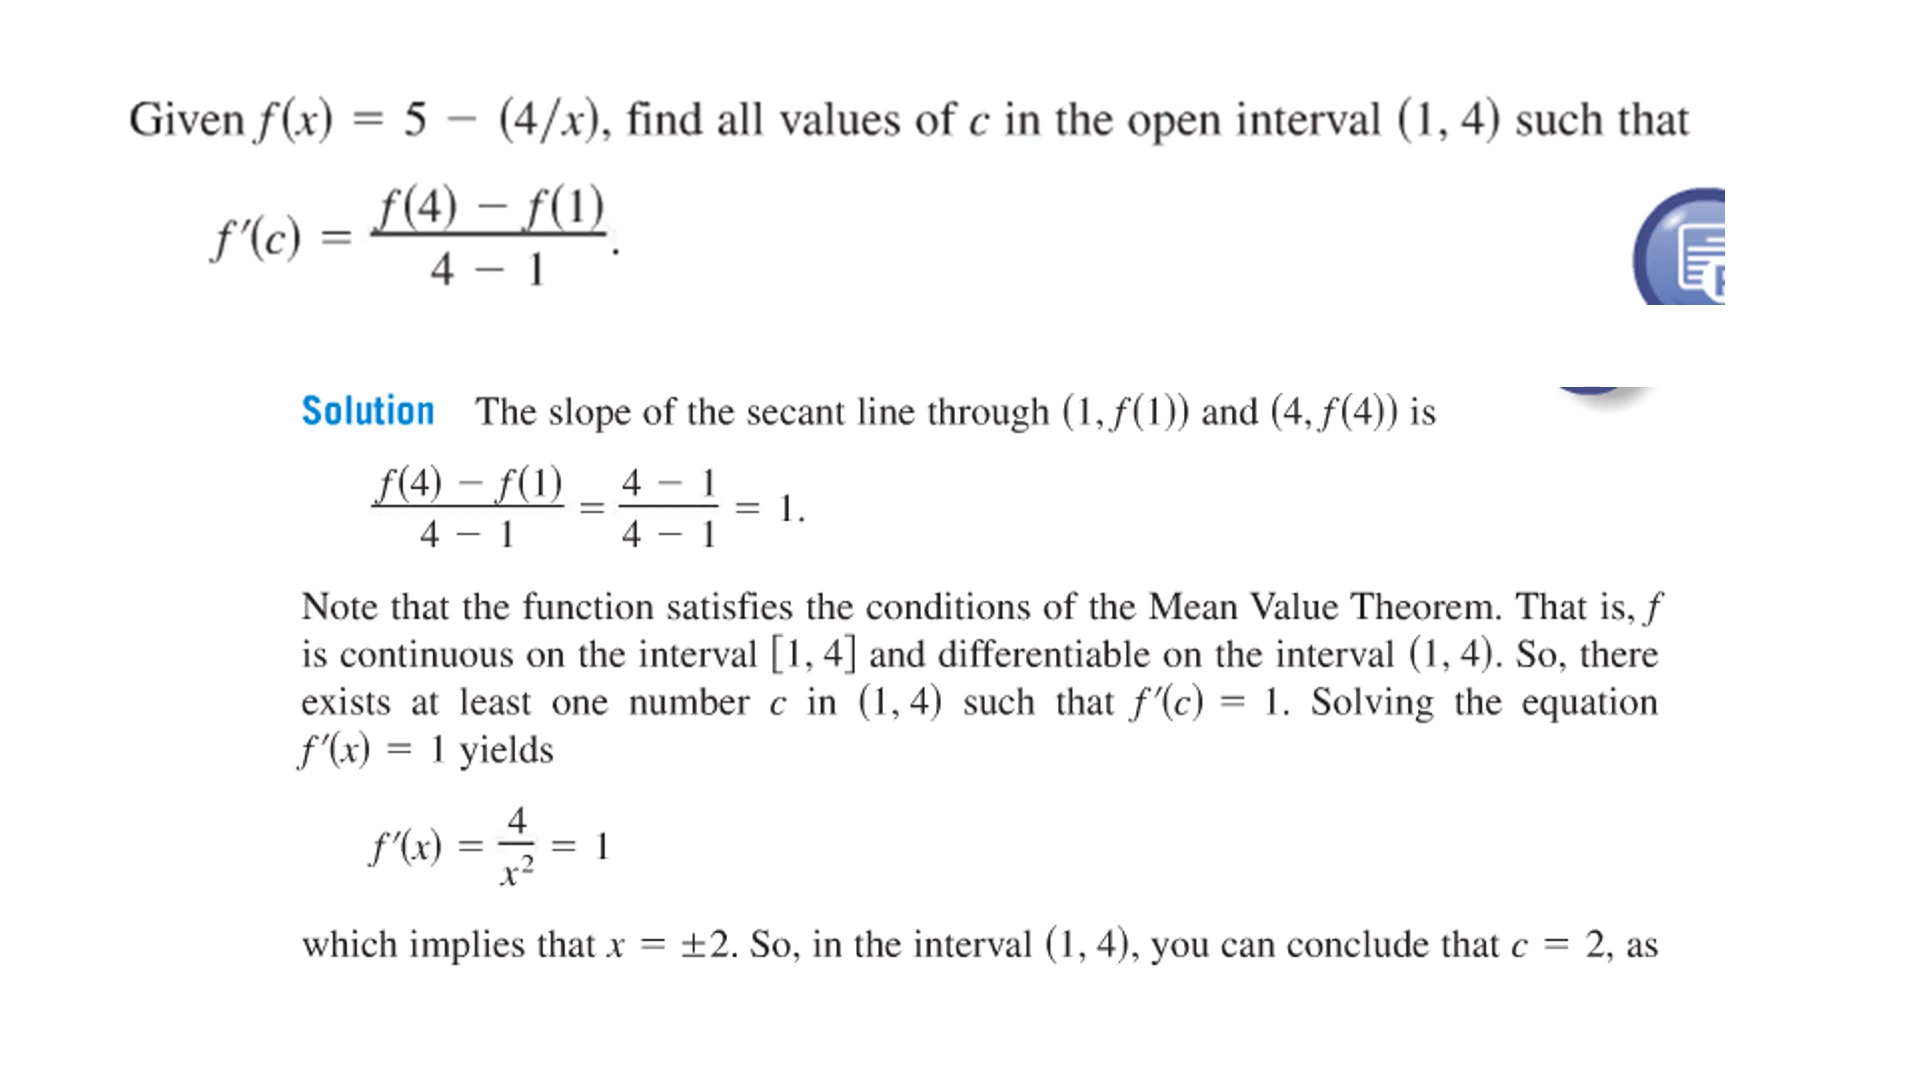 Given f(x) = 5 − (4/x), find all values of c in the open interval (1, 4) such that
f′(c) = f(4) − f(1) / 4 − 1 .
Solution The slope of the secant line through (1, f(1)) and (4, f(4)) is
f(4) − f(1) / 4 − 1 = 4 − 1 / 4 − 1 = 1.
Note that the function satisfies the conditions of the Mean Value Theorem. That is, f
is continuous on the interval [1, 4] and differentiable on the interval (1, 4). So, there
exists at least one number c in (1, 4) such that f′(c) = 1. Solving the equation
f′(x) = 1 yields
f′(x) = 4 / x² = 1
which implies that x = ±2. So, in the interval (1, 4), you can conclude that c = 2, as